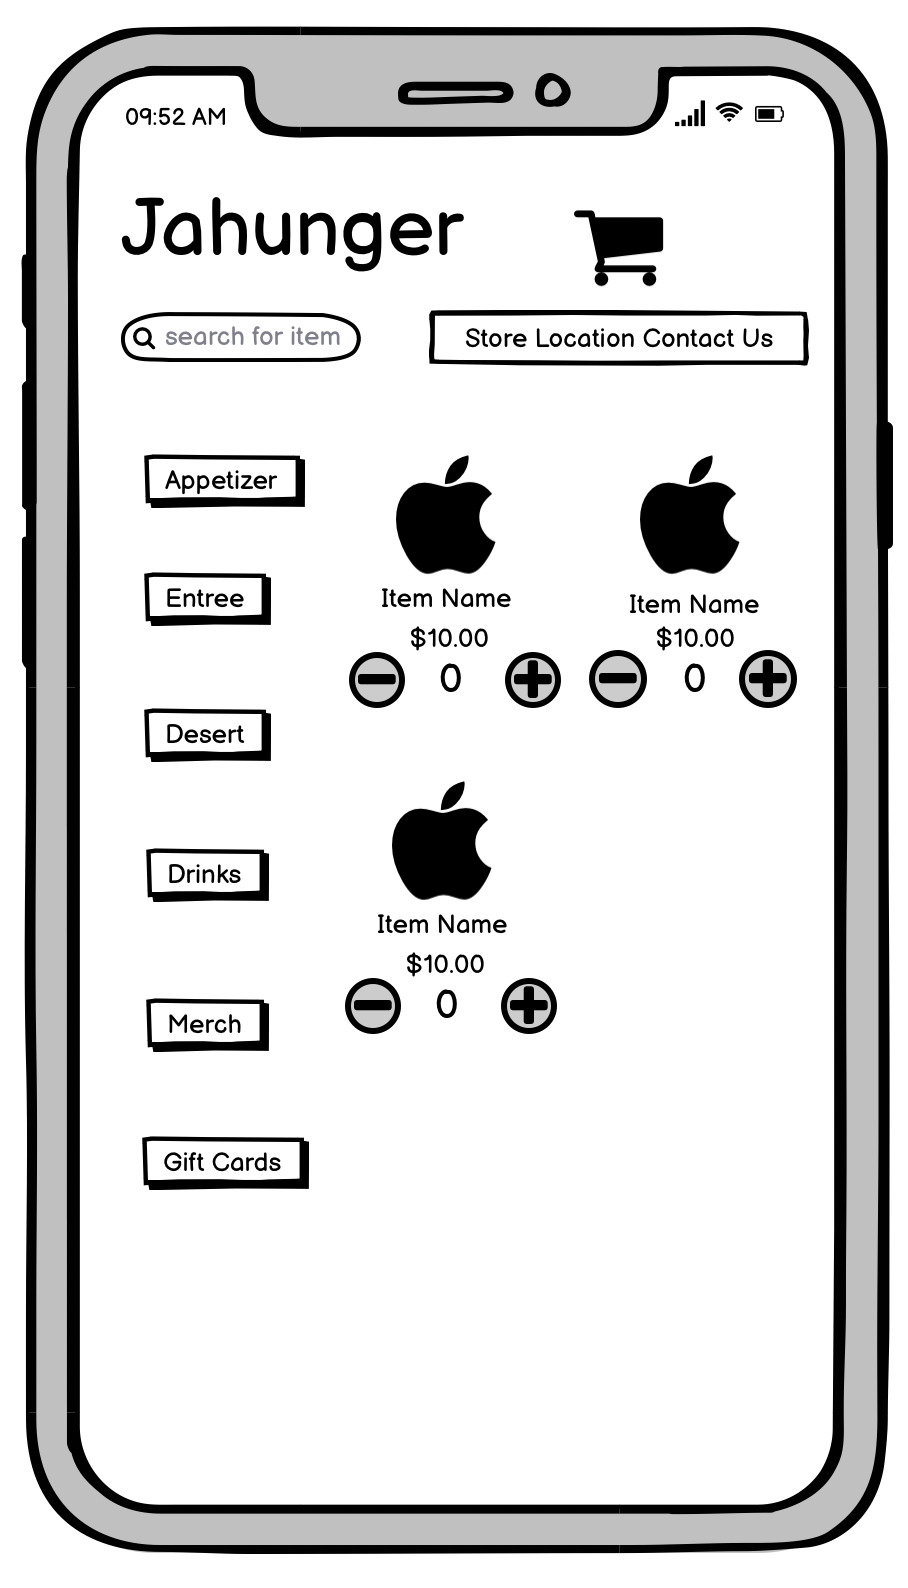 09:52 AM
Jahunger
search for item
Store Location Contact Us
Appetizer
Entree
Desert
Drinks
Merch
Gift Cards
Item Name
$10.00
0
Item Name
$10.00
0
Item Name
$10.00
0